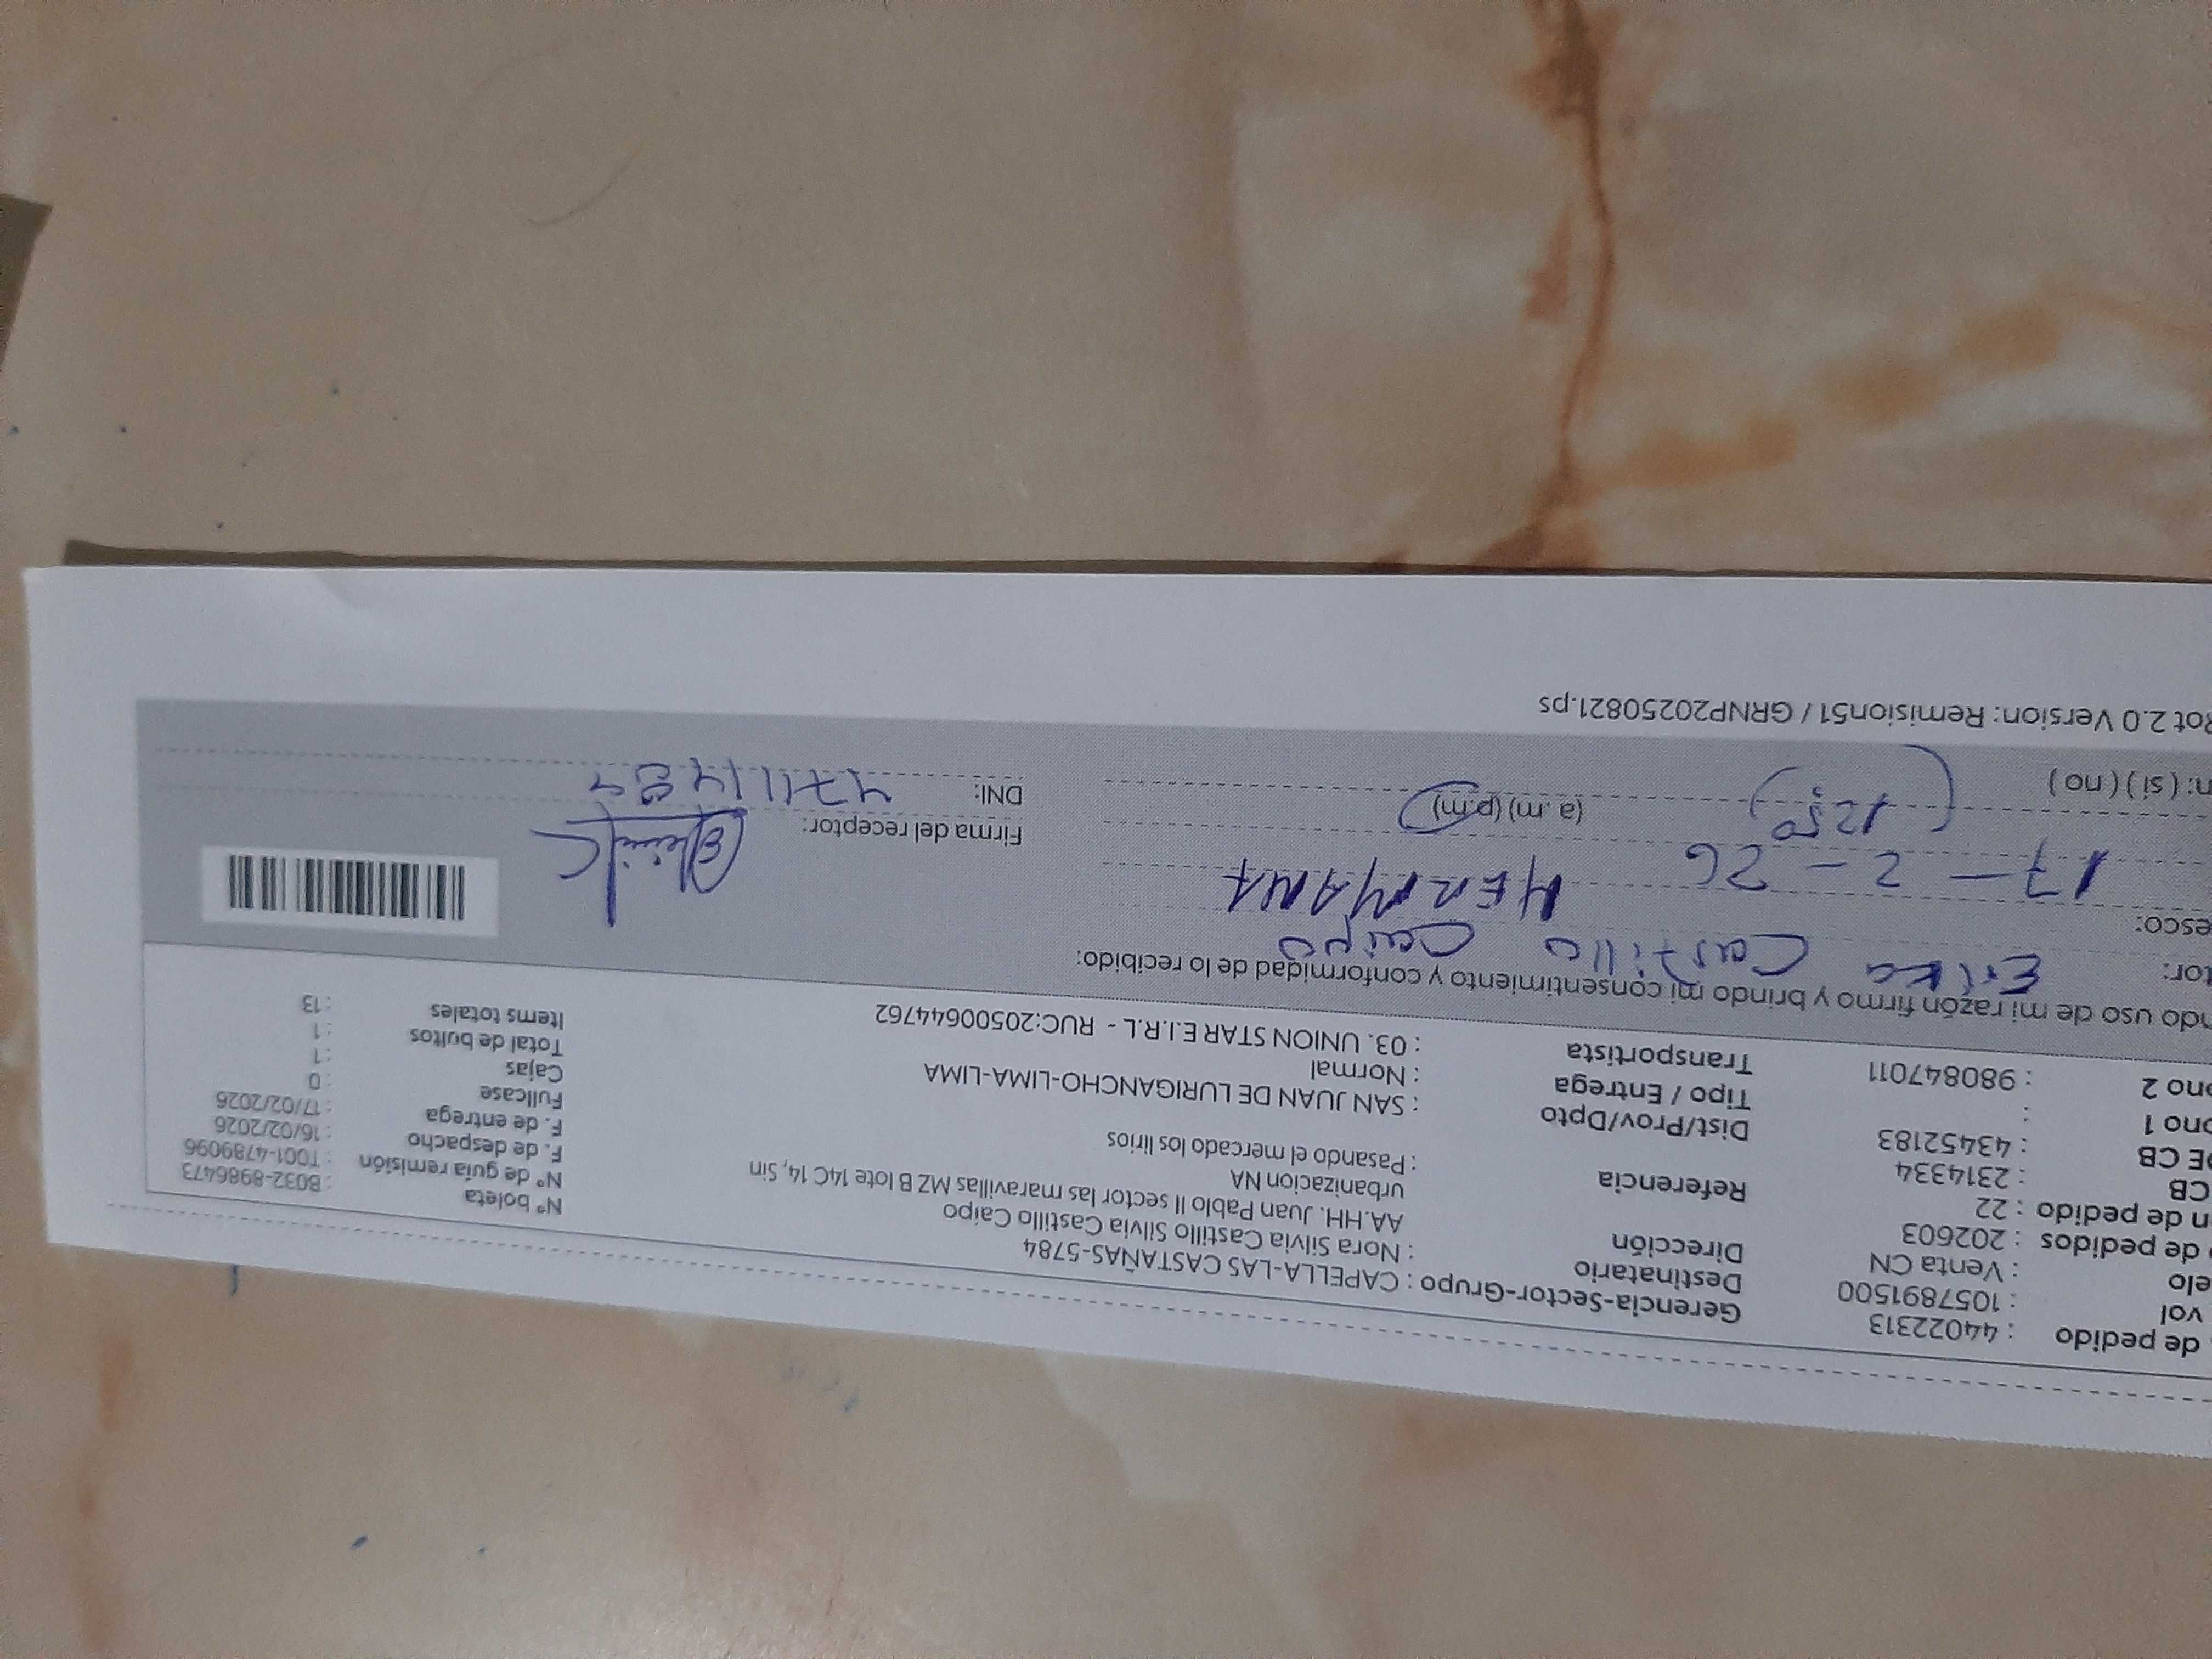 de pedido : 44022313
vol : 1057891500
elo : Venta CN
de pedidos : 202603
n de pedido : 22
CB : 2314334
DE CB : 43452183
ono 1 :
ono 2 : 980847011
Gerencia-Sector-Grupo : CAPELLA-LAS CASTAÑAS-5784
Destinatario : Nora Silvia Castillo Silvia Castillo Caipo
Dirección AA.HH. Juan Pablo II sector las maravillas MZ B lote 14C 14, Sin
urbanizacion NA
Referencia : Pasando el mercado los lirios
Dist/Prov/Dpto : SAN JUAN DE LURIGANCHO-LIMA-LIMA
Tipo / Entrega : Normal
Transportista : 03. UNION STAR E.I.R.L - RUC:20500644762
Nº boleta : B032-8986473
Nº de guía remisión : T001-4789096
F. de despacho : 16/02/2026
F. de entrega : 17/02/2026
Fullcase : 0
Cajas : 1
Total de bultos : 1
Items totales : 13
ndo uso de mi razón firmo y brindo mi consentimiento y conformidad de lo recibido:
tor: Erika Castillo Caipo
esco: HERMANA
17 - 2 - 26
(1250) (a.m) (p.m)
n: ( sí ) ( no )
Firma del receptor:
DNI:
Rot 2.0 Version: Remision51 / GRNP20250821.ps